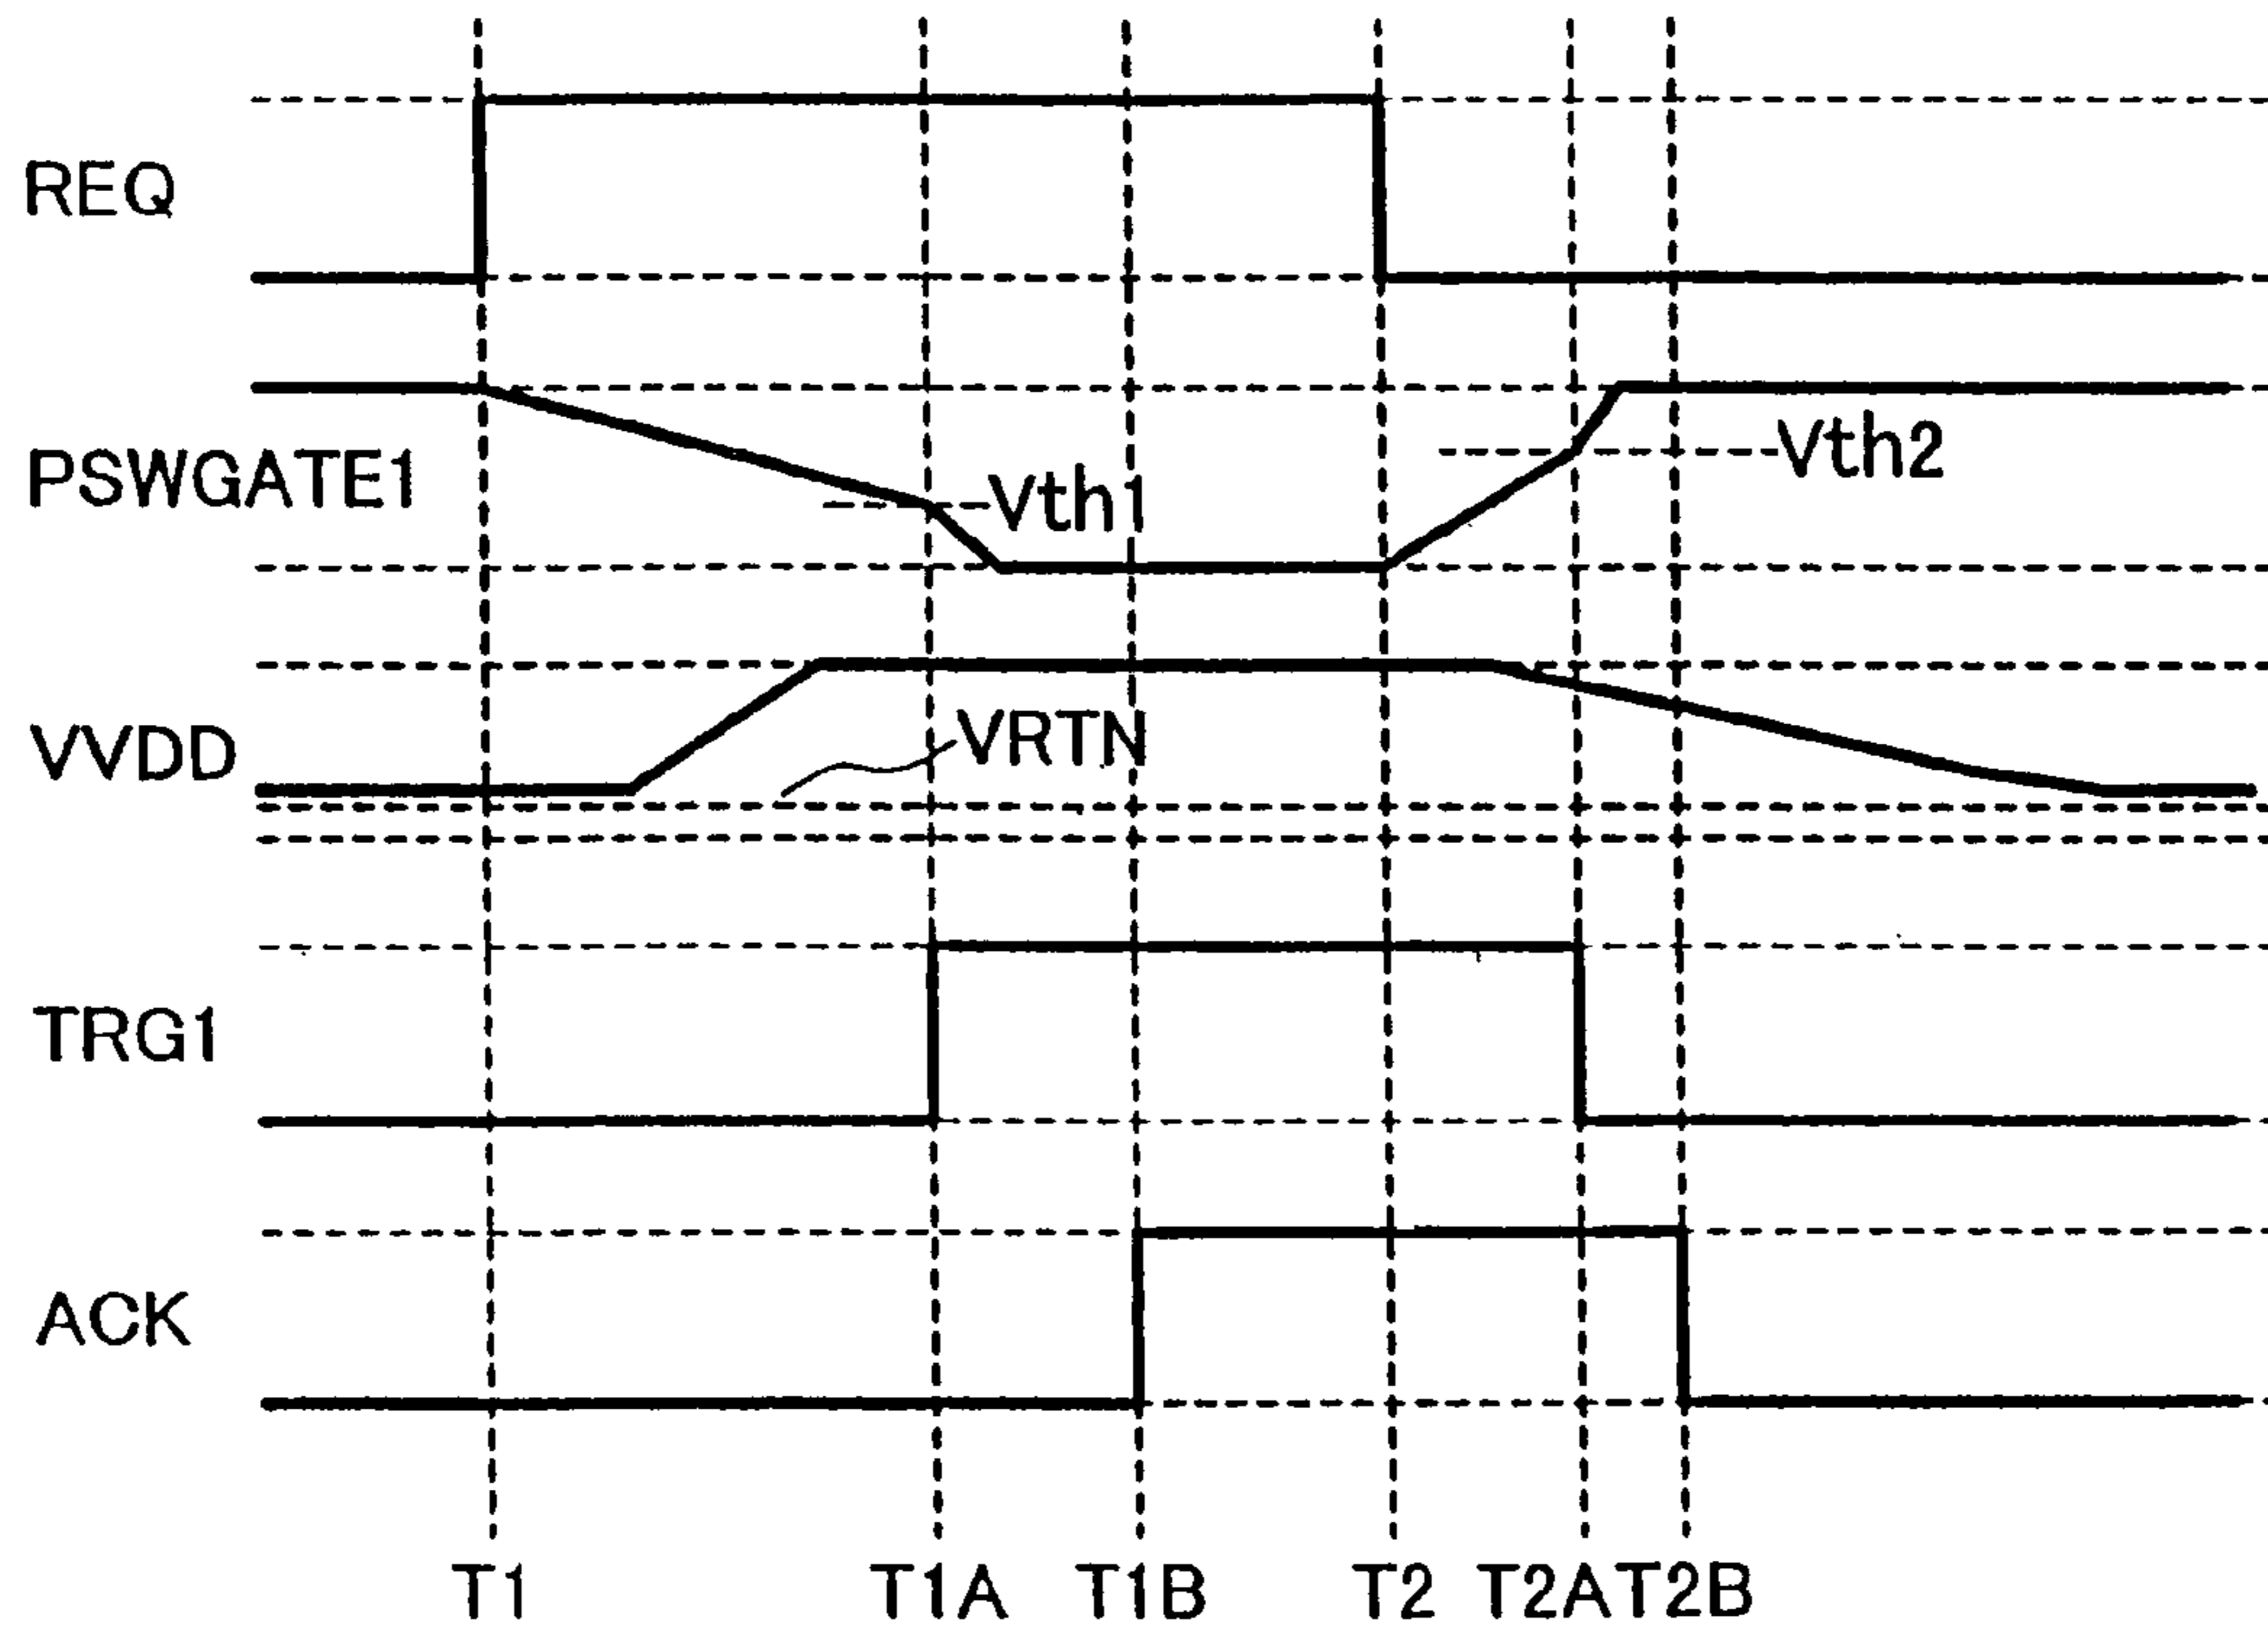 REQ
PSWGATE1
Vth1
Vth2
VVDD
VRTN
TRG1
ACK
T1 T1A T1B T2 T2A T2B